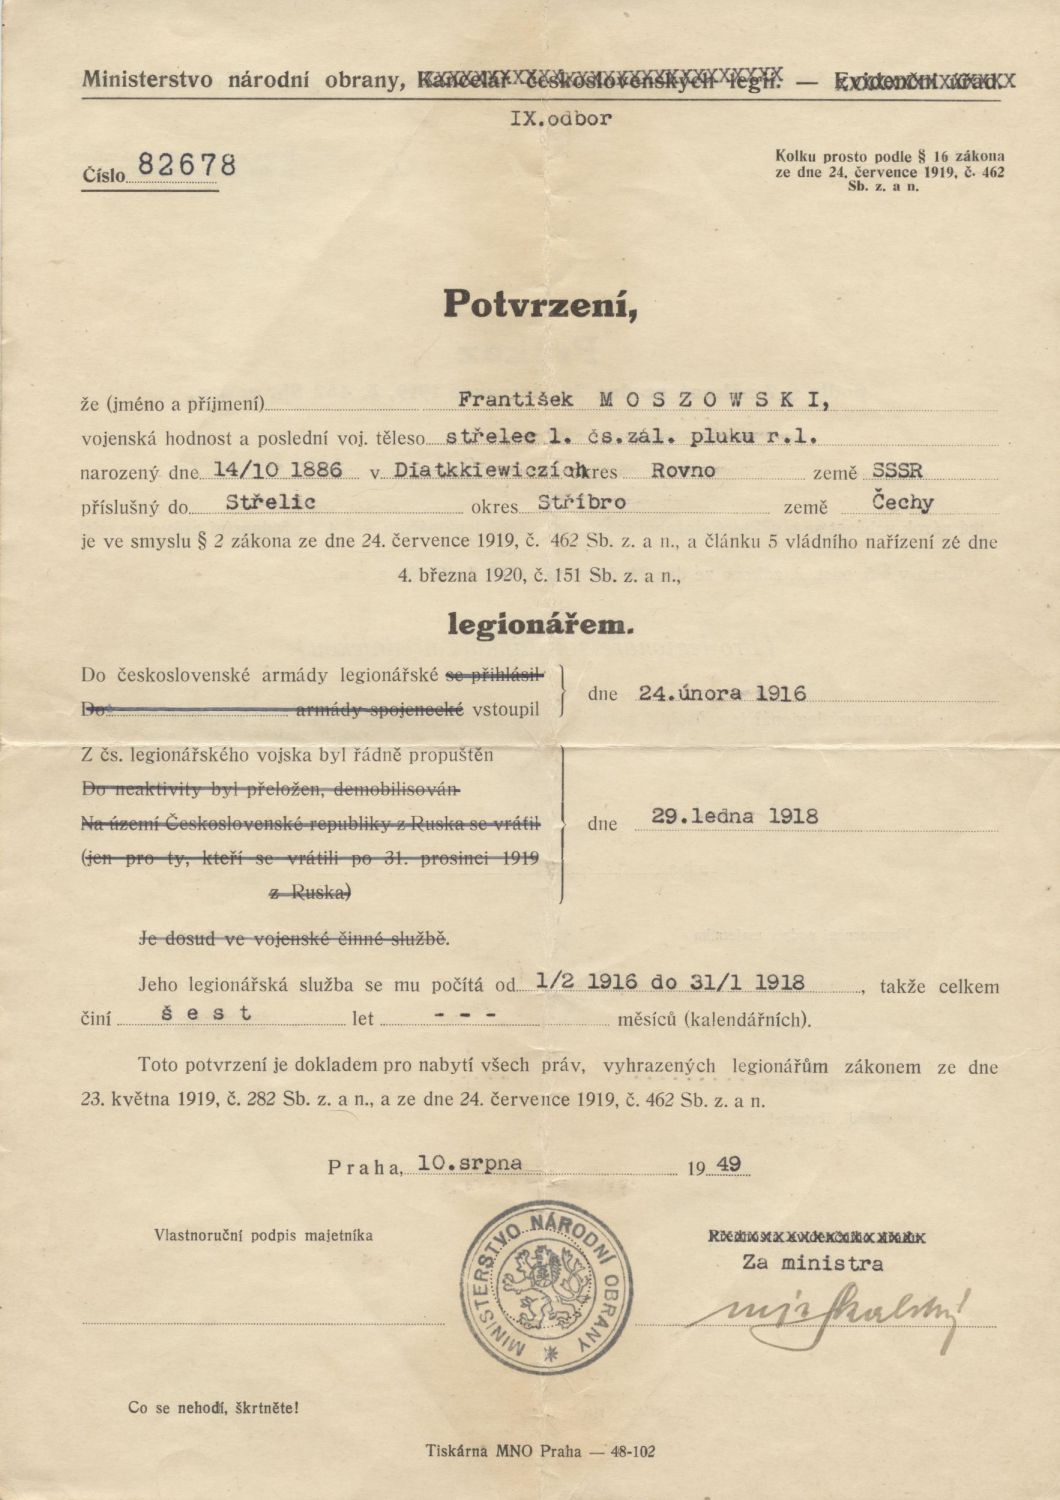 Ministerstvo národní obrany, Kancelář československých legií. — Evidenční úřad.
IX.odbor
Číslo 82678
Kolku prosto podle § 16 zákona
ze dne 24. července 1919, č. 462
Sb. z. a n.
Potvrzení,
že (jméno a příjmení) František MOSZOWSKI,
vojenská hodnost a poslední voj. těleso střelec 1. čs.zál. pluku r.l.
narozený dne 14/10 1886 v Diatkkiewiczích okres Rovno země SSSR
příslušný do Střelic okres Stříbro země Čechy
je ve smyslu § 2 zákona ze dne 24. července 1919, č. 462 Sb. z. a n., a článku 5 vládního nařízení ze dne
4. března 1920, č. 151 Sb. z. a n.,
legionářem.
Do československé armády legionářské se přihlásil
Do armády spojenecké vstoupil
dne 24.února 1916
Z čs. legionářského vojska byl řádně propuštěn
Do neaktivity byl přeložen, demobilisován
Na území Československé republiky z Ruska se vrátil
(jen pro ty, kteří se vrátili po 31. prosinci 1919
z Ruska)
dne 29.ledna 1918
Je dosud ve vojenské činné službě.
Jeho legionářská služba se mu počítá od 1/2 1916 do 31/1 1918, takže celkem
činí šest let - - - měsíců (kalendářních).
Toto potvrzení je dokladem pro nabytí všech práv, vyhrazených legionářům zákonem ze dne
23. května 1919, č. 282 Sb. z. a n., a ze dne 24. července 1919, č. 462 Sb. z. a n.
Praha, 10.srpna 1949
Vlastnoruční podpis majetníka
MINISTERSTVO NÁRODNÍ OBRANY
Za ministra
Co se nehodí, škrtněte!
Tiskárna MNO Praha — 48-102